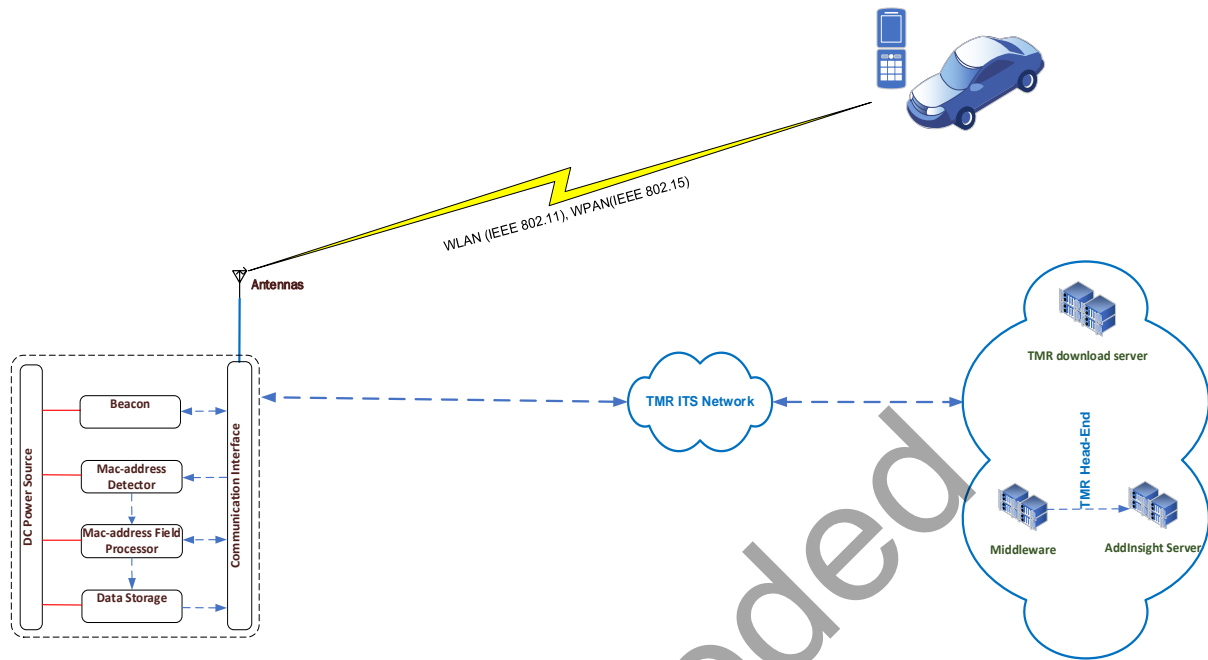 WLAN (IEEE 802.11), WPAN(IEEE 802.15)
Antennas
DC Power Source
Beacon
Mac-address
Detector
Mac-address Field
Processor
Data Storage
Communication Interface
TMR ITS Network
TMR download server
TMR Head-End
Middleware
AddInsight Server